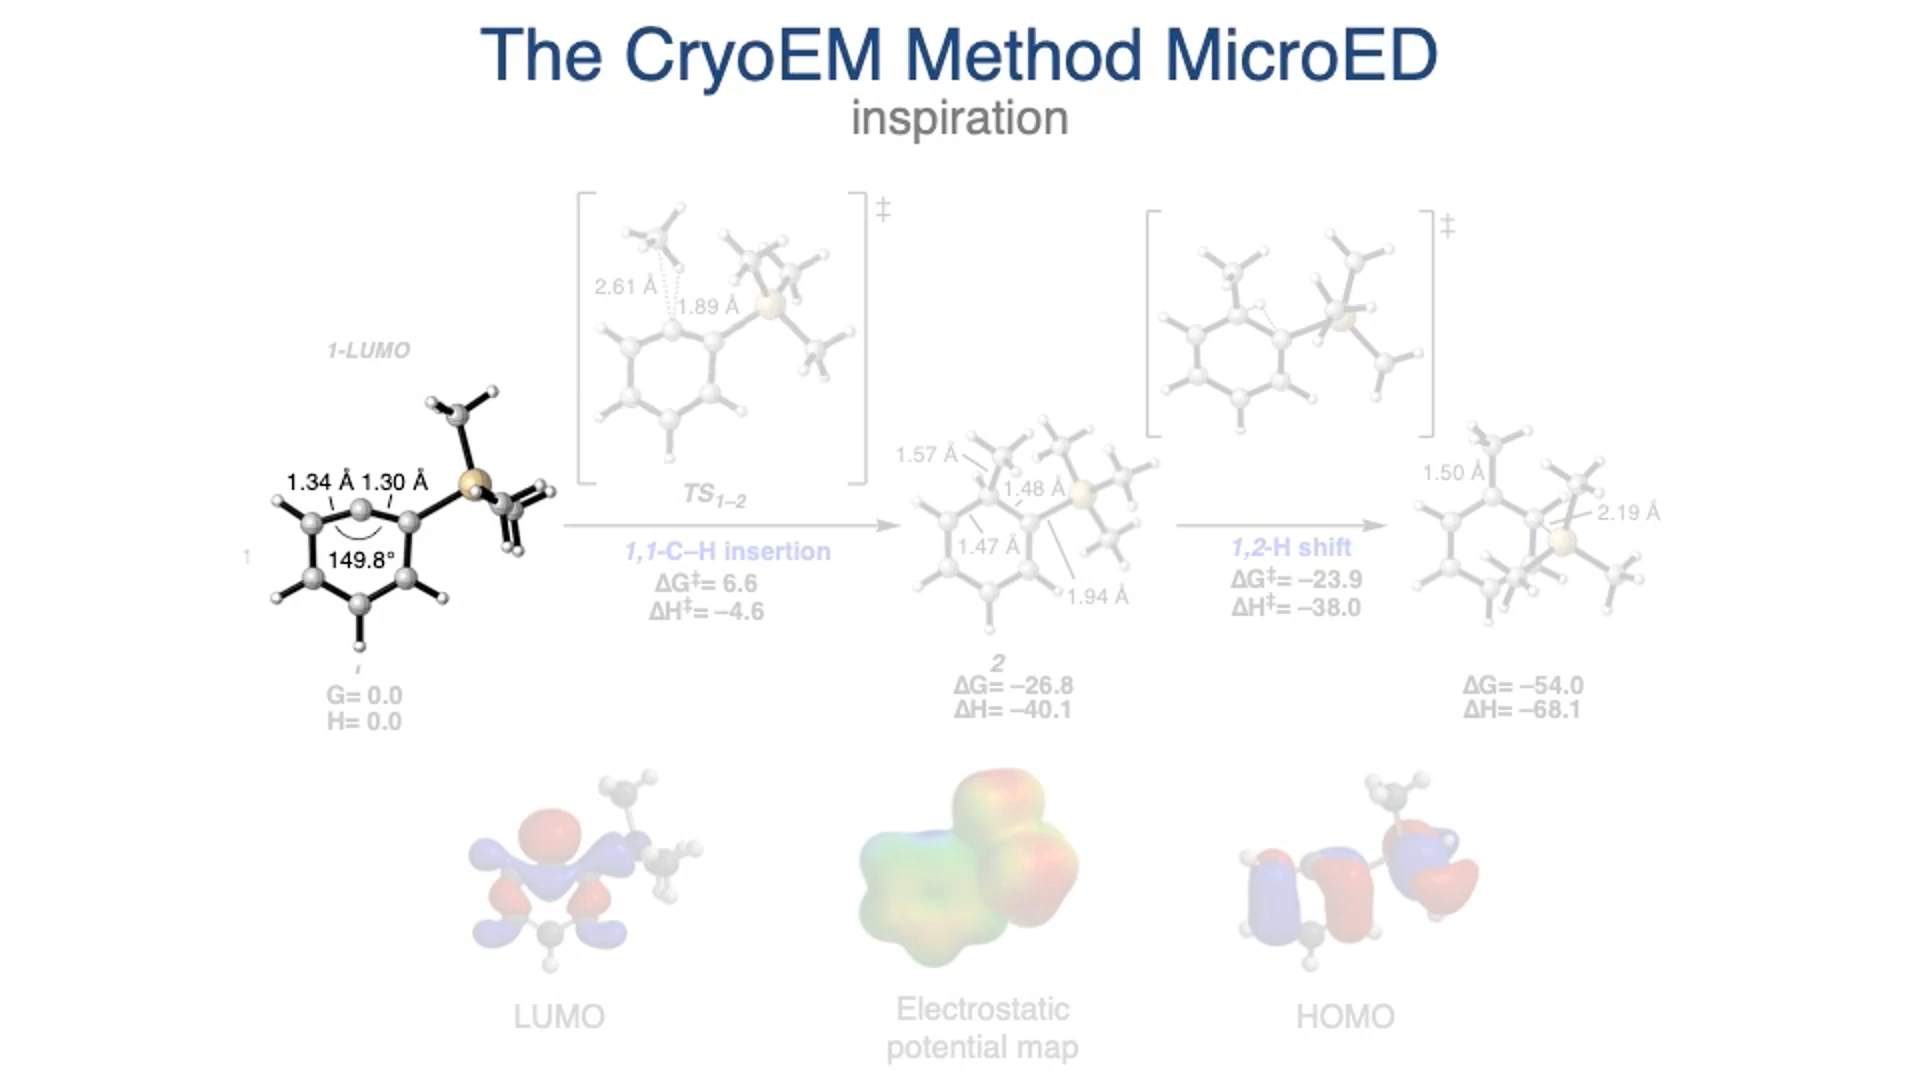 The CryoEM Method MicroED
inspiration
1-LUMO
1.34 Å 1.30 Å
149.8°
1
G= 0.0
H= 0.0
2.61 Å
1.89 Å
‡
TS1–2
1,1-C–H insertion
ΔG‡= 6.6
ΔH‡= –4.6
1.57 Å
1.48 Å
1.47 Å
1.94 Å
2
ΔG= –26.8
ΔH= –40.1
‡
1,2-H shift
ΔG‡= –23.9
ΔH‡= –38.0
1.50 Å
2.19 Å
ΔG= –54.0
ΔH= –68.1
LUMO
Electrostatic
potential map
HOMO